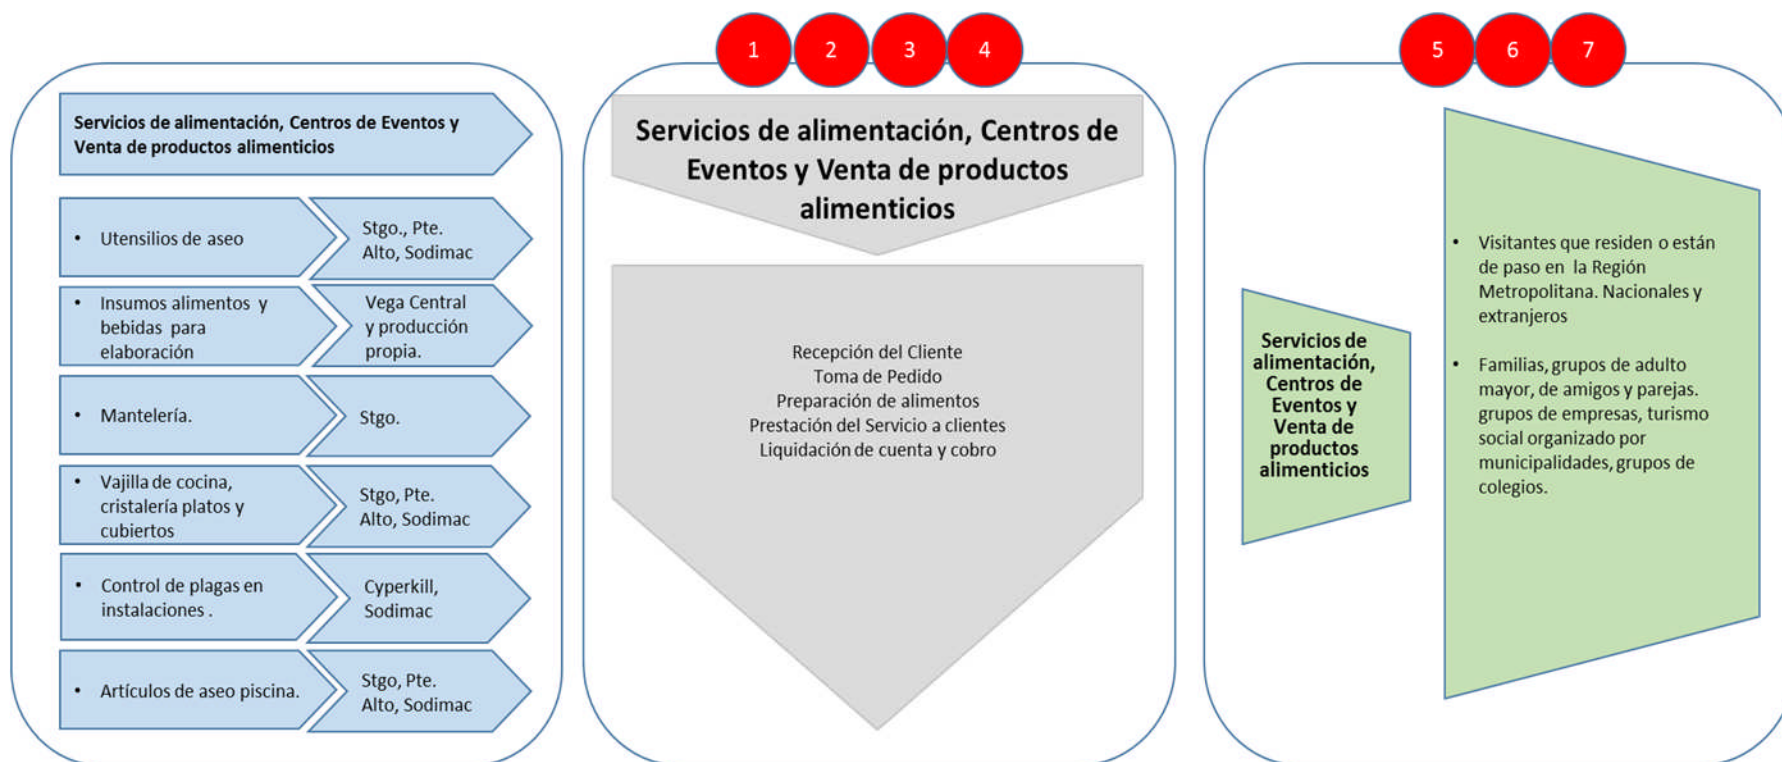 1
2
3
4
5
6
7
Servicios de alimentación, Centros de Eventos y
Venta de productos alimenticios
• Utensilios de aseo
Stgo., Pte.
Alto, Sodimac
• Insumos alimentos y
bebidas para
elaboración
Vega Central
y producción
propia.
• Mantelería.
Stgo.
• Vajilla de cocina,
cristalería platos y
cubiertos
Stgo, Pte.
Alto, Sodimac
• Control de plagas en
instalaciones .
Cyperkill,
Sodimac
• Artículos de aseo piscina.
Stgo, Pte.
Alto, Sodimac
Servicios de alimentación, Centros de
Eventos y Venta de productos
alimenticios
Recepción del Cliente
Toma de Pedido
Preparación de alimentos
Prestación del Servicio a clientes
Liquidación de cuenta y cobro
Servicios de
alimentación,
Centros de
Eventos y
Venta de
productos
alimenticios
• Visitantes que residen o están
de paso en la Región
Metropolitana. Nacionales y
extranjeros
• Familias, grupos de adulto
mayor, de amigos y parejas.
grupos de empresas, turismo
social organizado por
municipalidades, grupos de
colegios.